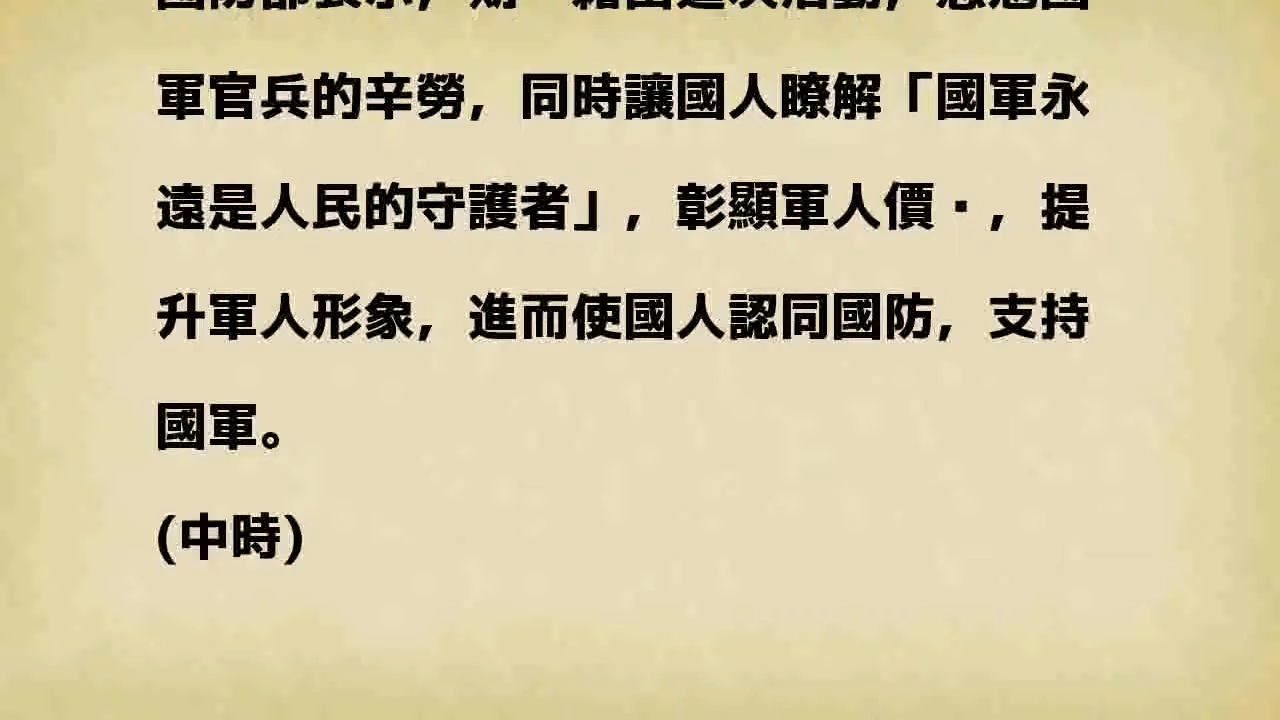 軍官兵的辛勞，同時讓國人瞭解「國軍永
遠是人民的守護者」，彰顯軍人價▪，提
升軍人形象，進而使國人認同國防，支持
國軍。
(中時)